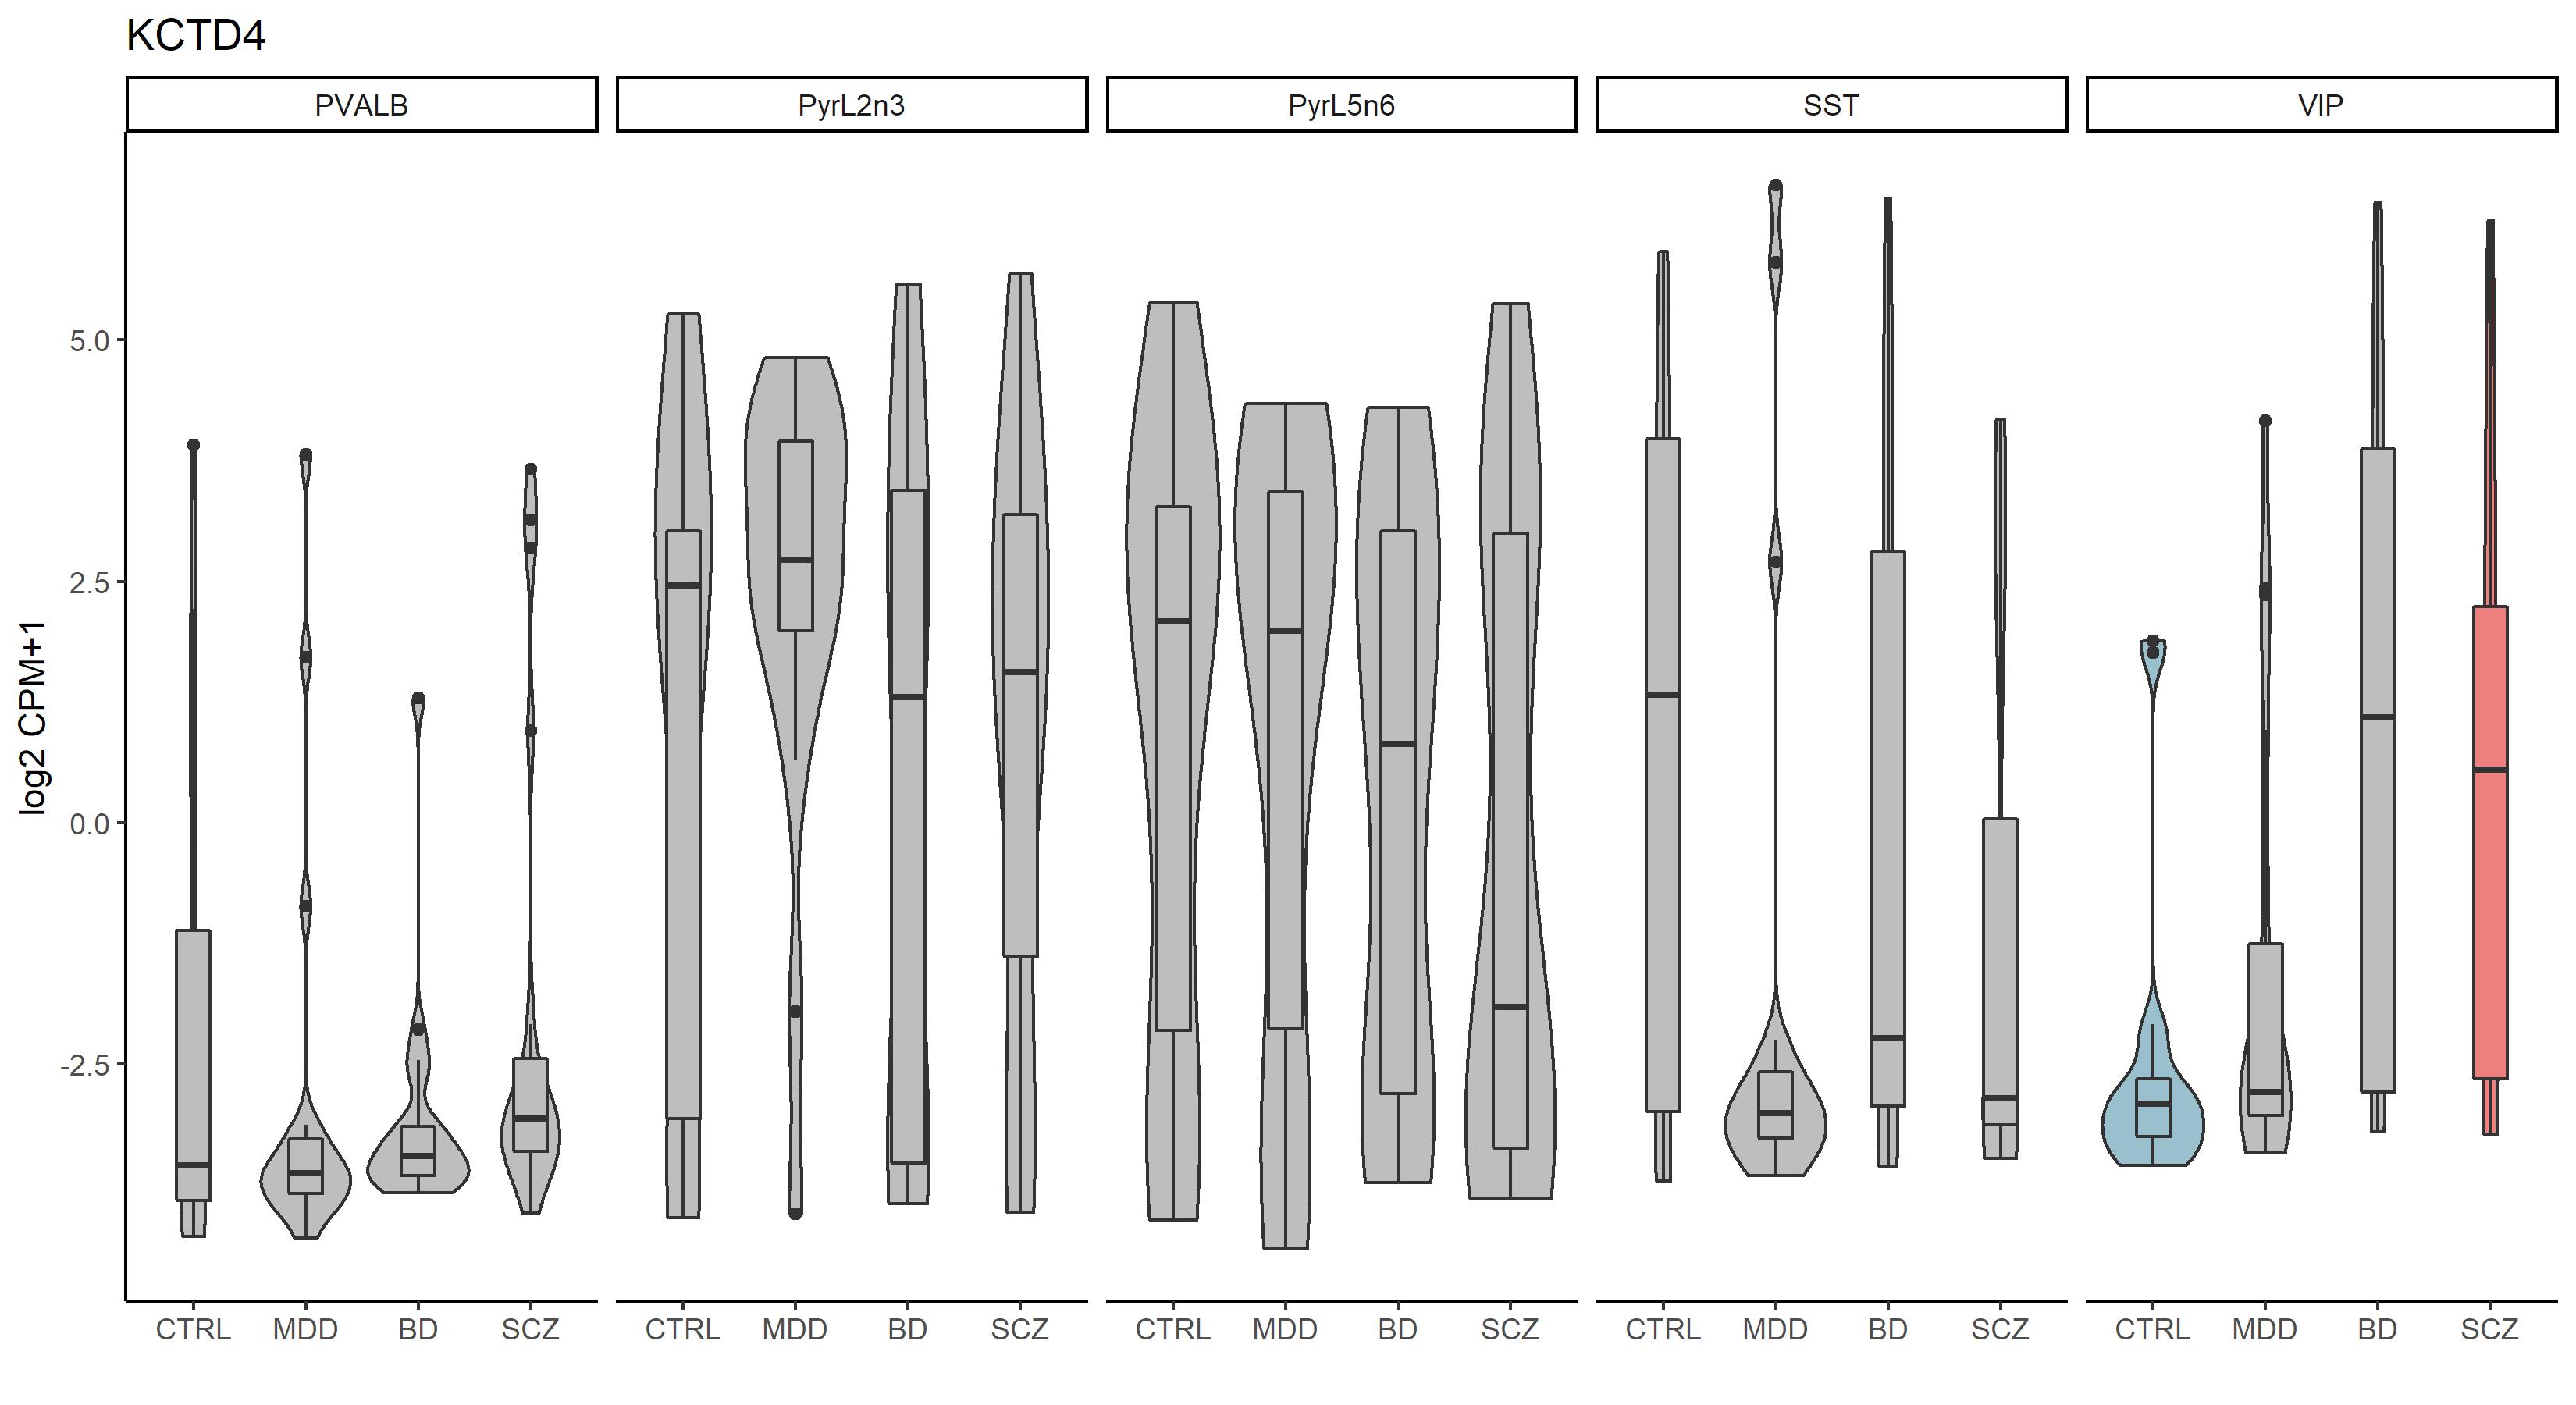 KCTD4
PVALB PyrL2n3 PyrL5n6 SST VIP
log2 CPM+1
5.0
2.5
0.0
-2.5
CTRL MDD BD SCZ CTRL MDD BD SCZ CTRL MDD BD SCZ CTRL MDD BD SCZ CTRL MDD BD SCZ